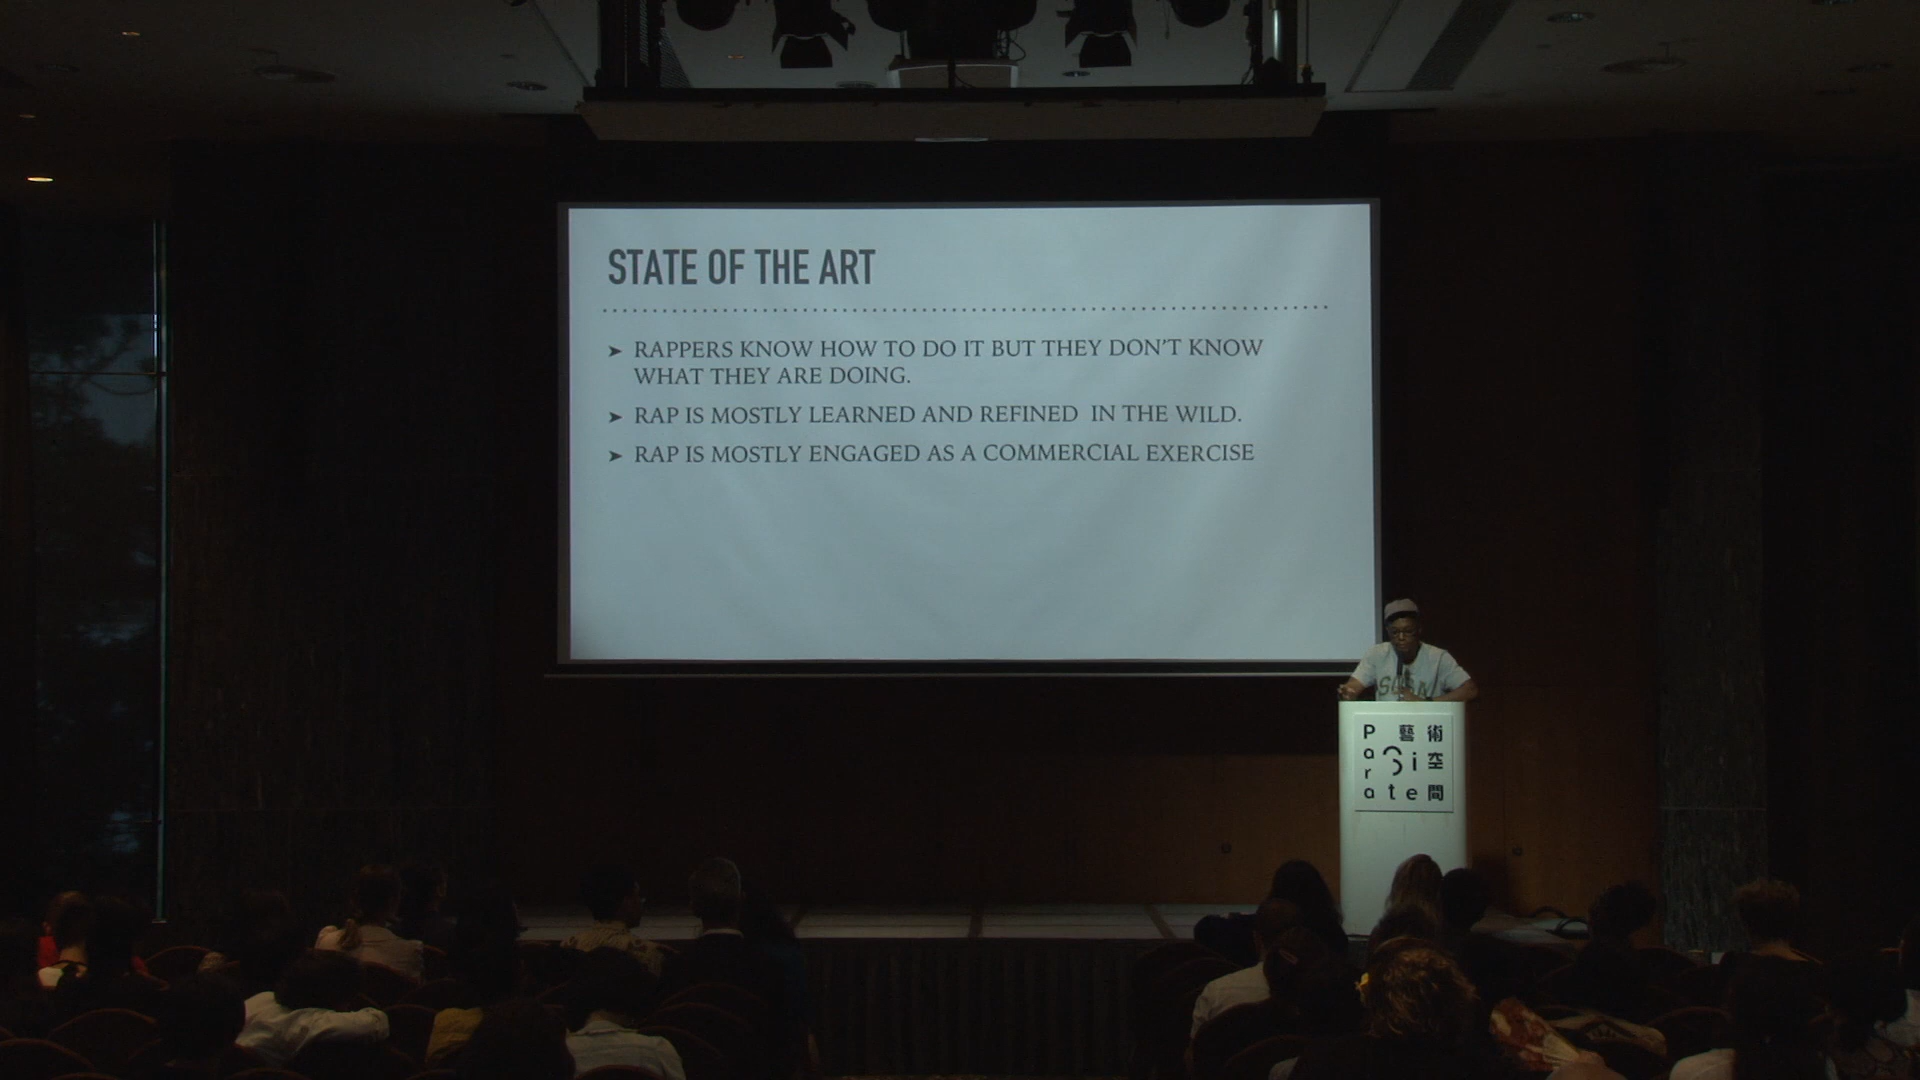 STATE OF THE ART
➤ RAPPERS KNOW HOW TO DO IT BUT THEY DON'T KNOW
WHAT THEY ARE DOING.
➤ RAP IS MOSTLY LEARNED AND REFINED IN THE WILD.
➤ RAP IS MOSTLY ENGAGED AS A COMMERCIAL EXERCISE
Para Site
藝術空間